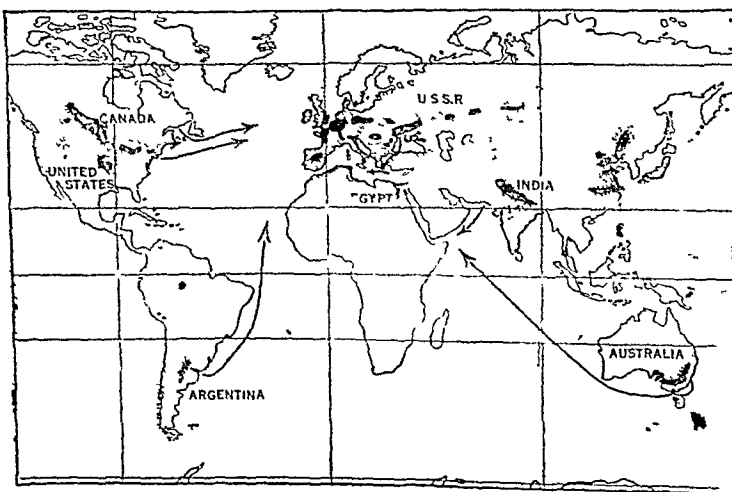 CANADA
U.S.S.R
UNITED
STATES
GYPT
INDIA
AUSTRALIA
ARGENTINA